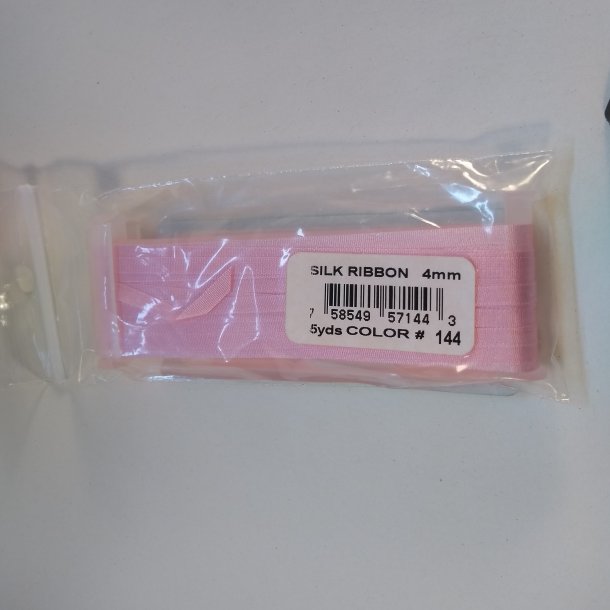 SILK RIBBON 4mm
7 58549 57144 3
5yds COLOR # 144